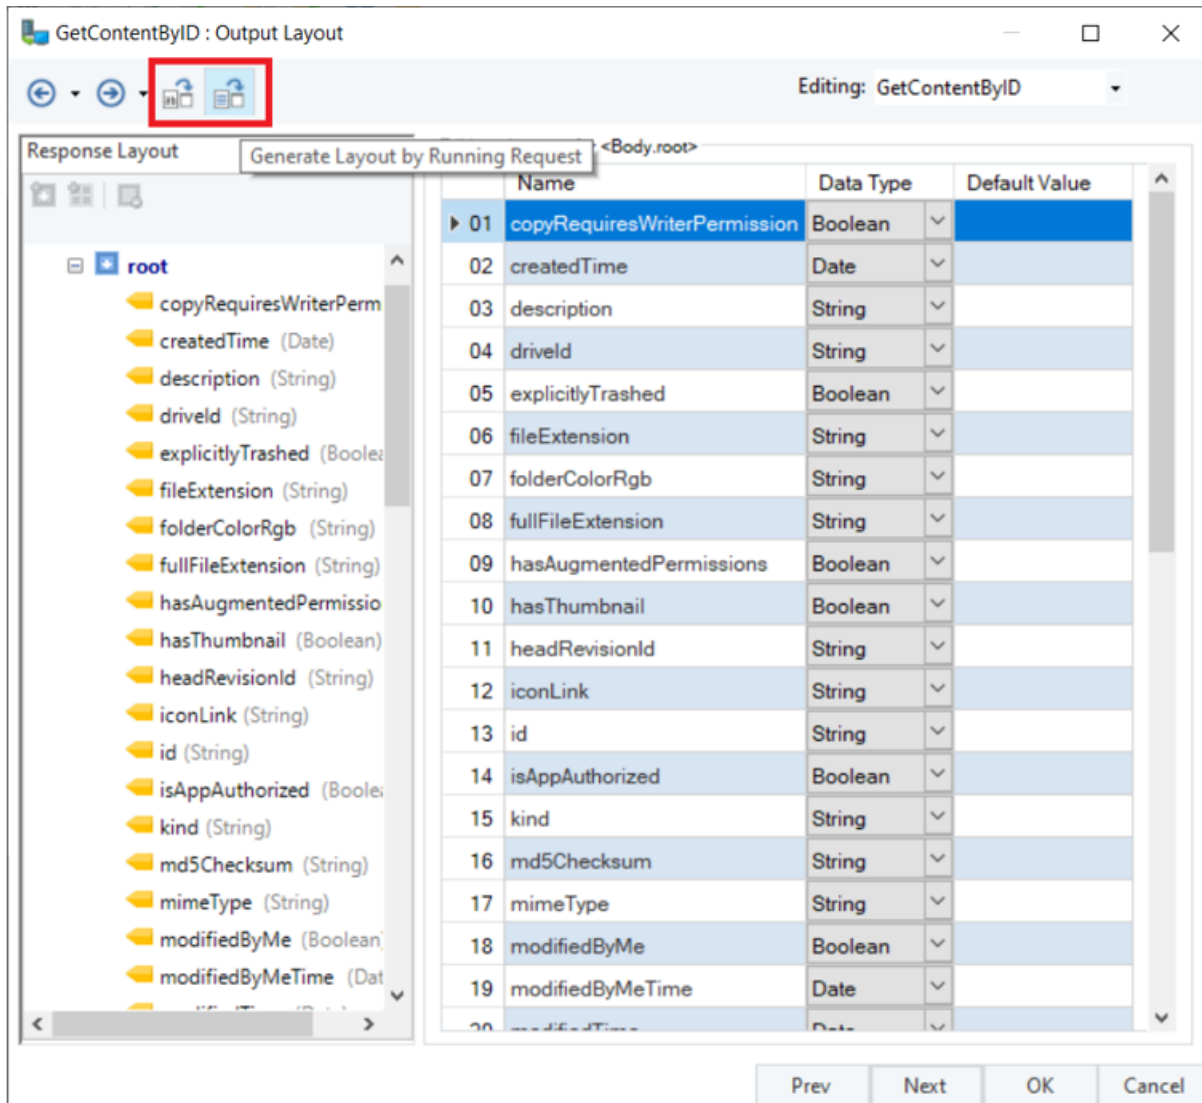 GetContentByID : Output Layout
Editing: GetContentByID
Response Layout
Generate Layout by Running Request
<Body.root>
Name Data Type Default Value
root
copyRequiresWriterPerm
createdTime (Date)
description (String)
driveId (String)
explicitlyTrashed (Boolea
fileExtension (String)
folderColorRgb (String)
fullFileExtension (String)
hasAugmentedPermissio
hasThumbnail (Boolean)
headRevisionId (String)
iconLink (String)
id (String)
isAppAuthorized (Boolea
kind (String)
md5Checksum (String)
mimeType (String)
modifiedByMe (Boolean)
modifiedByMeTime (Dat
01 copyRequiresWriterPermission Boolean
02 createdTime Date
03 description String
04 driveId String
05 explicitlyTrashed Boolean
06 fileExtension String
07 folderColorRgb String
08 fullFileExtension String
09 hasAugmentedPermissions Boolean
10 hasThumbnail Boolean
11 headRevisionId String
12 iconLink String
13 id String
14 isAppAuthorized Boolean
15 kind String
16 md5Checksum String
17 mimeType String
18 modifiedByMe Boolean
19 modifiedByMeTime Date
20 modifiedTime Date
Prev Next OK Cancel